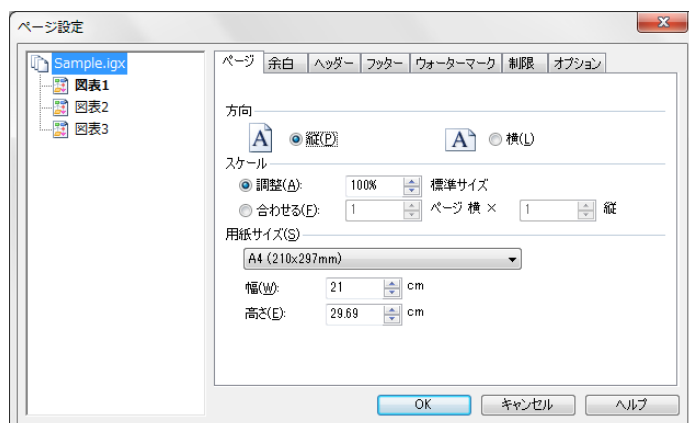 ページ設定
Sample.igx
図表1
図表2
図表3
ページ 余白 ヘッダー フッター ウォーターマーク 制限 オプション
方向
A 縦(P) A 横(L)
スケール
調整(A): 100% 標準サイズ
合わせる(F): 1 ページ 横 × 1 縦
用紙サイズ(S)
A4 (210x297mm)
幅(W): 21 cm
高さ(E): 29.69 cm
OK キャンセル ヘルプ